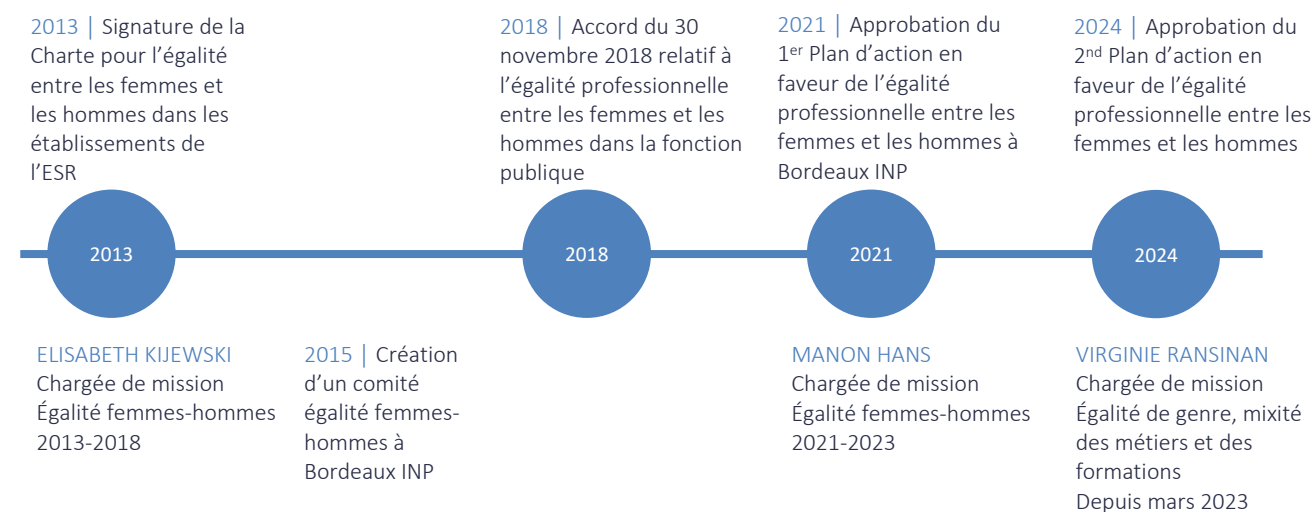 2013 | Signature de la
Charte pour l’égalité
entre les femmes et
les hommes dans les
établissements de
l’ESR
2018 | Accord du 30
novembre 2018 relatif à
l’égalité professionnelle
entre les femmes et les
hommes dans la fonction
publique
2021 | Approbation du
1er Plan d’action en
faveur de l’égalité
professionnelle entre les
femmes et les hommes à
Bordeaux INP
2024 | Approbation du
2nd Plan d’action en
faveur de l’égalité
professionnelle entre les
femmes et les hommes
2013
2018
2021
2024
ELISABETH KIJEWSKI
Chargée de mission
Égalité femmes-hommes
2013-2018
2015 | Création
d’un comité
égalité femmes-
hommes à
Bordeaux INP
MANON HANS
Chargée de mission
Égalité femmes-hommes
2021-2023
VIRGINIE RANSINAN
Chargée de mission
Égalité de genre, mixité
des métiers et des
formations
Depuis mars 2023